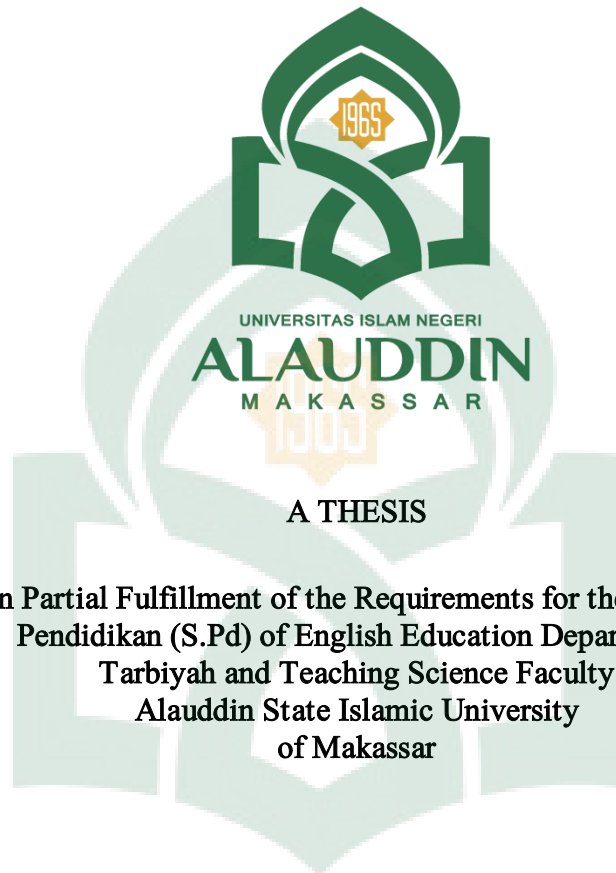 1965
UNIVERSITAS ISLAM NEGERI
ALAUDDIN
MAKASSAR
1965
A THESIS
n Partial Fulfillment of the Requirements for the
Pendidikan (S.Pd) of English Education Depar
Tarbiyah and Teaching Science Faculty
Alauddin State Islamic University
of Makassar